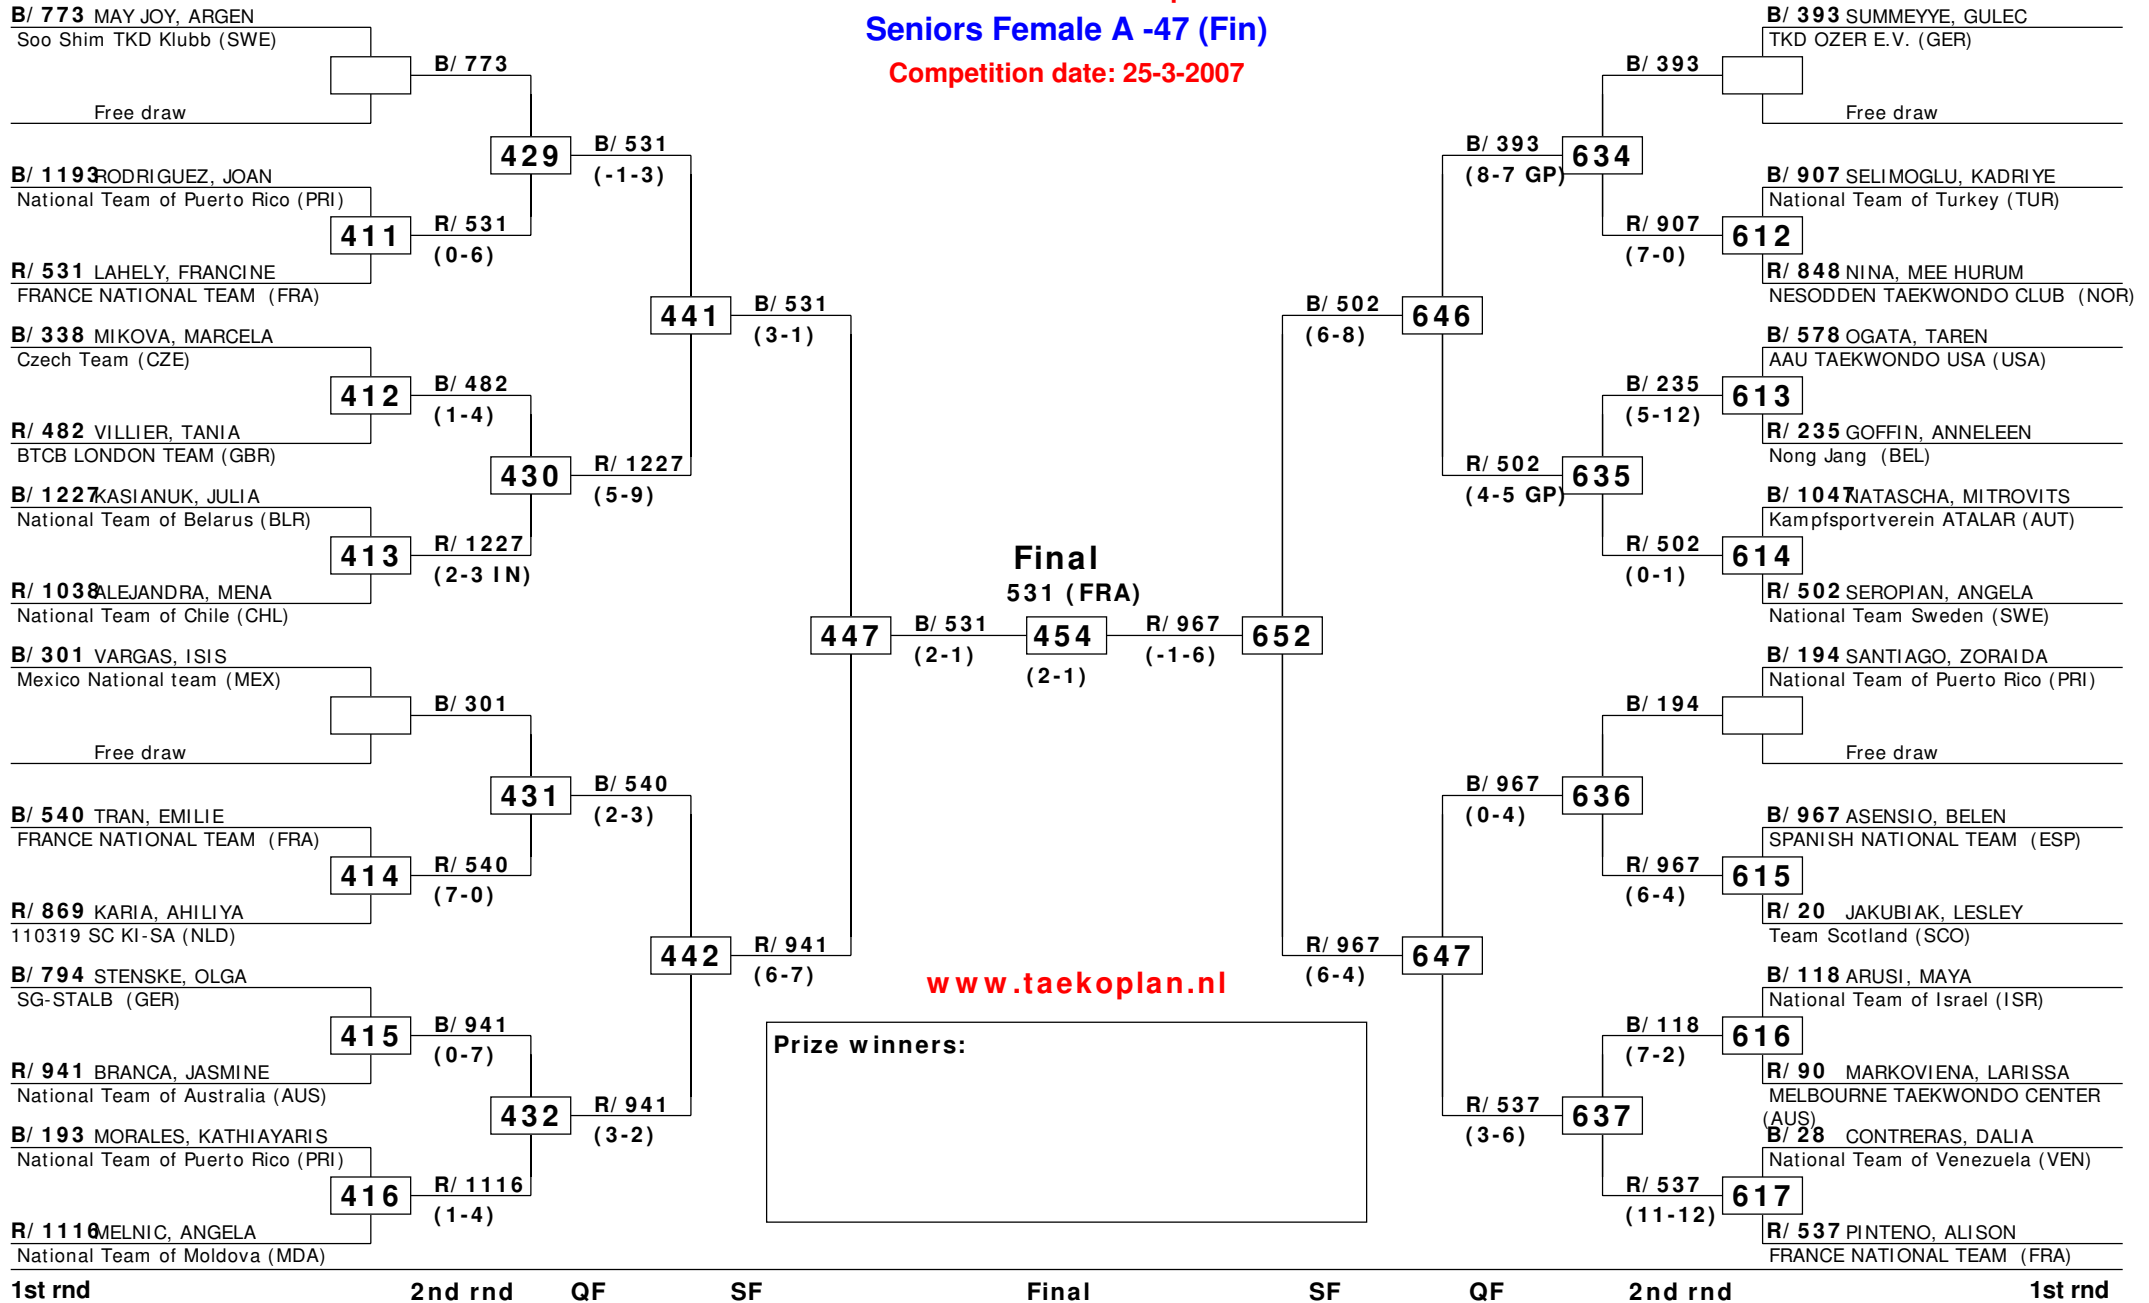 Seniors Female A -47 (Fin)
Competition date: 25-3-2007
B/ 773 MAY JOY, ARGEN
Soo Shim TKD Klubb (SWE)
B/ 773
Free draw
429
B/ 531
(-1-3)
B/ 1193 RODRIGUEZ, JOAN
National Team of Puerto Rico (PRI)
411
R/ 531
(0-6)
R/ 531 LAHELY, FRANCINE
FRANCE NATIONAL TEAM (FRA)
441
B/ 531
(3-1)
B/ 338 MIKOVA, MARCELA
Czech Team (CZE)
412
B/ 482
(1-4)
R/ 482 VILLIER, TANIA
BTCB LONDON TEAM (GBR)
430
R/ 1227
(5-9)
B/ 1227 KASIANUK, JULIA
National Team of Belarus (BLR)
413
R/ 1227
(2-3 IN)
R/ 1038 ALEJANDRA, MENA
National Team of Chile (CHL)
447
B/ 531
(2-1)
B/ 301 VARGAS, ISIS
Mexico National team (MEX)
B/ 301
Free draw
431
B/ 540
(2-3)
B/ 540 TRAN, EMILIE
FRANCE NATIONAL TEAM (FRA)
414
R/ 540
(7-0)
R/ 869 KARIA, AHILIYA
110319 SC KI-SA (NLD)
442
R/ 941
(6-7)
B/ 794 STENSKE, OLGA
SG-STALB (GER)
415
B/ 941
(0-7)
R/ 941 BRANCA, JASMINE
National Team of Australia (AUS)
432
R/ 941
(3-2)
B/ 193 MORALES, KATHIAYARIS
National Team of Puerto Rico (PRI)
416
R/ 1116
(1-4)
R/ 1116 MELNIC, ANGELA
National Team of Moldova (MDA)
Final
531 (FRA)
454
(2-1)
www.taekoplan.nl
Prize winners:
B/ 393 SUMMEYYE, GULEC
TKD OZER E.V. (GER)
B/ 393
Free draw
B/ 393
634
(8-7 GP)
B/ 907 SELIMOGLU, KADRIYE
National Team of Turkey (TUR)
R/ 907
612
(7-0)
R/ 848 NINA, MEE HURUM
NESODDEN TAEKWONDO CLUB (NOR)
B/ 502
646
(6-8)
B/ 578 OGATA, TAREN
AAU TAEKWONDO USA (USA)
B/ 235
613
(5-12)
R/ 235 GOFFIN, ANNELEEN
Nong Jang (BEL)
R/ 502
635
(4-5 GP)
B/ 1047 NATASCHA, MITROVITS
Kampfsportverein ATALAR (AUT)
R/ 502
614
(0-1)
R/ 502 SEROPIAN, ANGELA
National Team Sweden (SWE)
R/ 967
652
(-1-6)
B/ 194 SANTIAGO, ZORAIDA
National Team of Puerto Rico (PRI)
B/ 194
Free draw
B/ 967
636
(0-4)
B/ 967 ASENSIO, BELEN
SPANISH NATIONAL TEAM (ESP)
R/ 967
615
(6-4)
R/ 20 JAKUBIAK, LESLEY
Team Scotland (SCO)
R/ 967
647
(6-4)
B/ 118 ARUSI, MAYA
National Team of Israel (ISR)
B/ 118
616
(7-2)
R/ 90 MARKOVIENA, LARISSA
MELBOURNE TAEKWONDO CENTER
(AUS)
R/ 537
637
(3-6)
B/ 28 CONTRERAS, DALIA
National Team of Venezuela (VEN)
R/ 537
617
(11-12)
R/ 537 PINTENO, ALISON
FRANCE NATIONAL TEAM (FRA)
1st rnd 2nd rnd QF SF Final SF QF 2nd rnd 1st rnd